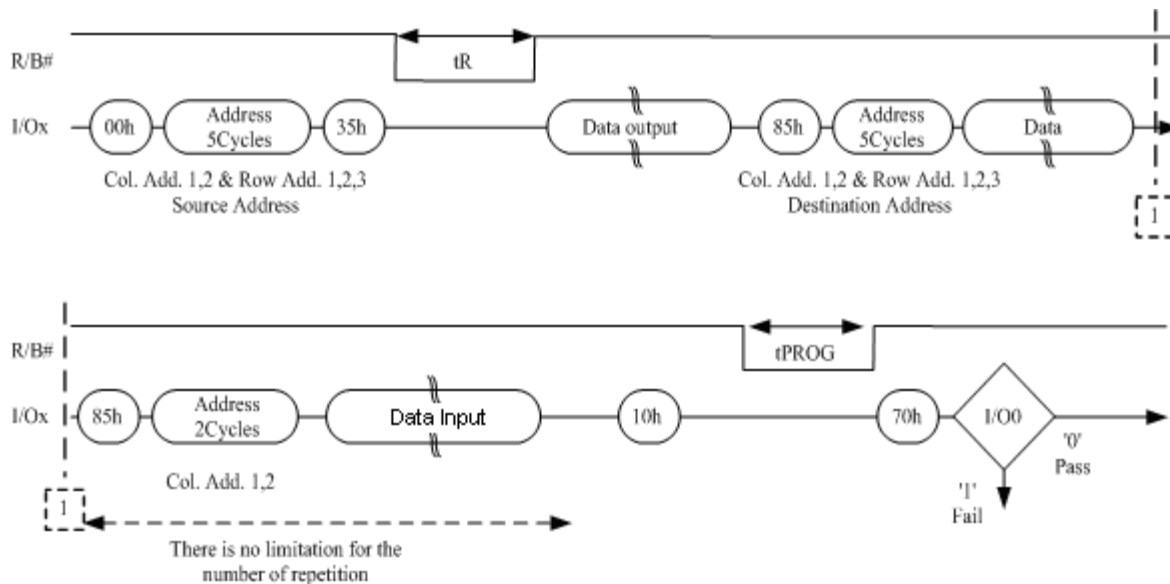 R/B#
tR
I/Ox
00h
Address
5Cycles
35h
Data output
85h
Address
5Cycles
Data
Col. Add. 1,2 & Row Add. 1,2,3
Source Address
Col. Add. 1,2 & Row Add. 1,2,3
Destination Address
1
R/B#
tPROG
I/Ox
85h
Address
2Cycles
Data Input
10h
70h
I/O0
'0'
Pass
Col. Add. 1,2
'1'
Fail
1
There is no limitation for the
number of repetition